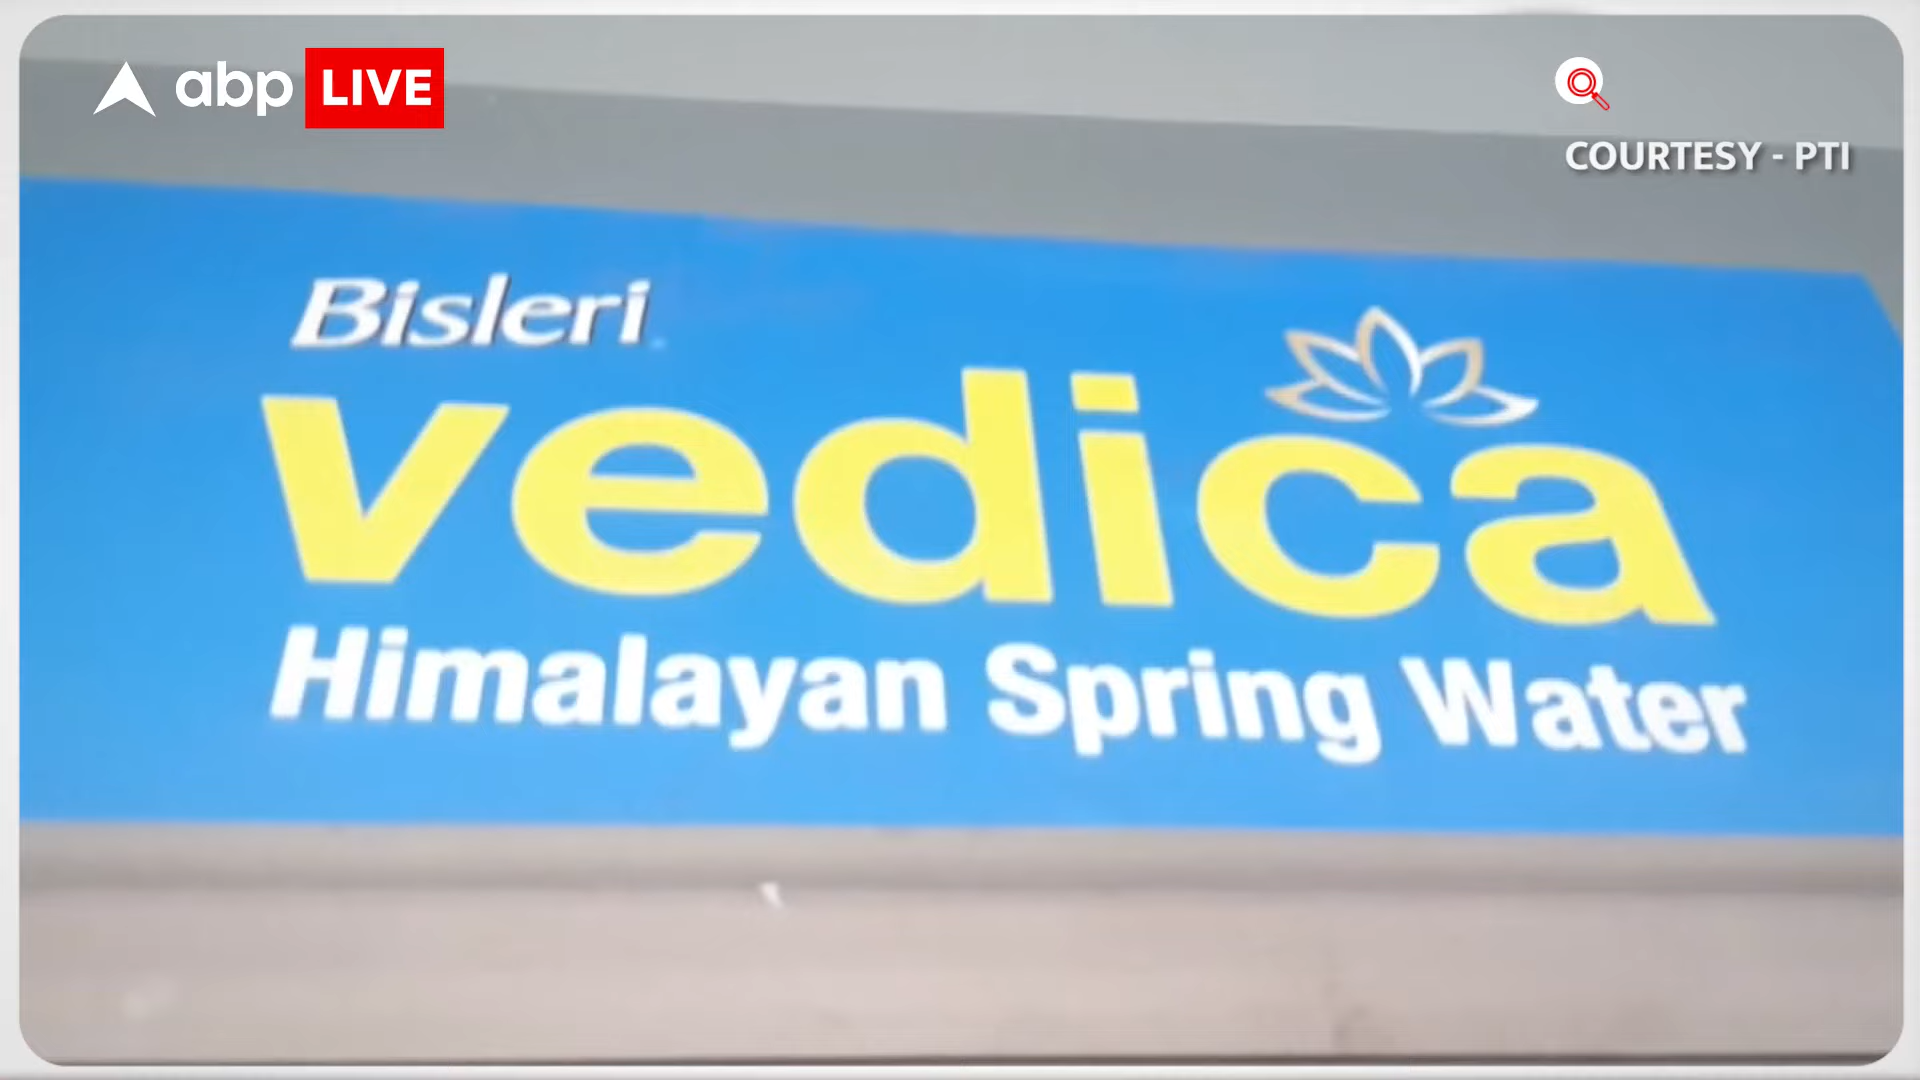 abp LIVE
COURTESY - PTI
Bisleri
vedica
Himalayan Spring Water